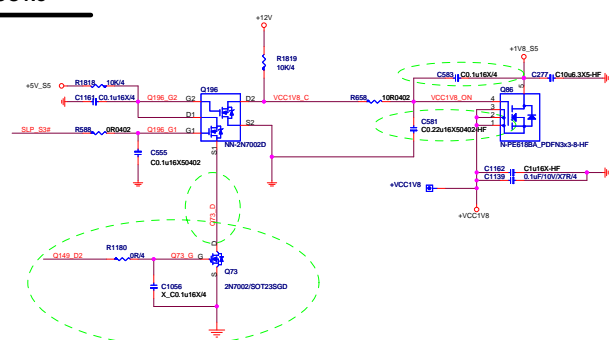 +12V
R1819
10K/4
+1V8_S5
C583 C0.1u16X/4
C277 C10u6.3X5-HF
+5V_S5
R1818 10K/4
Q196
C1161 C0.1u16X/4
Q196_G2 G2
D2
VCC1V8_C
R658 10R0402
VCC1V8_ON
Q86
5
4
3
2
1
D1
S2
SLP_S3#
R588 0R0402
Q196_G1 G1
C581
C0.22u16X50402-HF
NN-2N7002D
N-PE618BA_PDFN3x3-8-HF
C555
C0.1u16X50402
S1
C1162 C1u16X-HF
C1139 0.1uF/10V/X7R/4
+VCC1V8
+VCC1V8
Q73_D
D
R1180
Q149_D2
0R/4
Q73_G G
Q73
2N7002/SOT23SGD
S
C1056
X_C0.1u16X/4